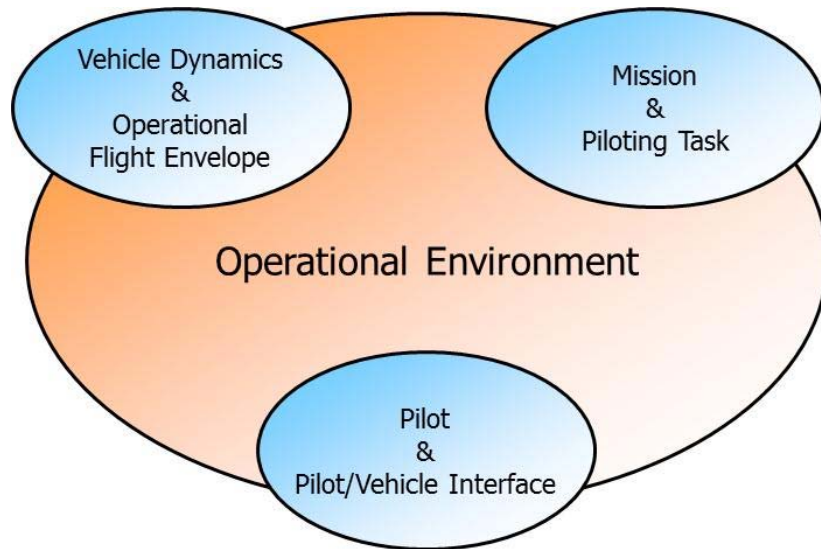 Vehicle Dynamics
&
Operational
Flight Envelope
Mission
&
Piloting Task
Operational Environment
Pilot
&
Pilot/Vehicle Interface